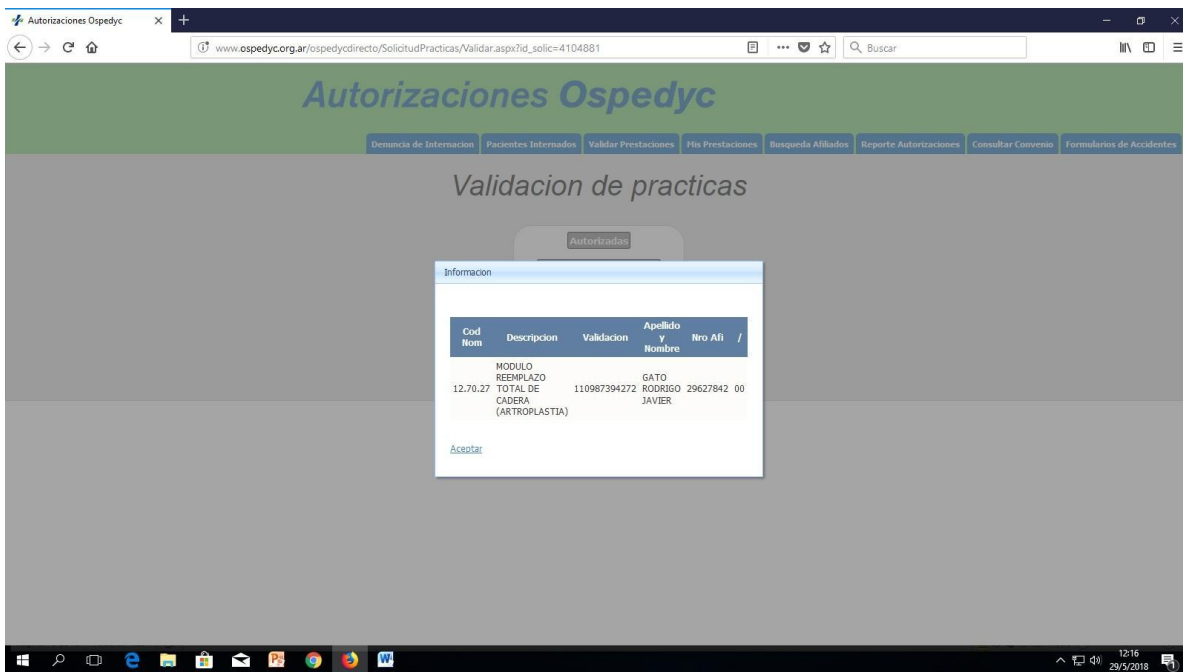 Autorizaciones Ospedyc
www.ospedyc.org.ar/ospedycdirecto/SolicitudPracticas/Validar.aspx?id_solic=4104881
Buscar
Autorizaciones Ospedyc
Denuncia de Internacion Pacientes Internados Validar Prestaciones Mis Prestaciones Busqueda Afiliados Reporte Autorizaciones Consultar Convenio Formularios de Accidentes
Validacion de practicas
Autorizadas
Informacion
Cod Nom Descripcion Validacion Apellido y Nombre Nro Afi /
12.70.27 MODULO REEMPLAZO TOTAL DE CADERA (ARTROPLASTIA) 110987394272 GATO RODRIGO JAVIER 29627842 00
Aceptar
12:16
29/5/2018